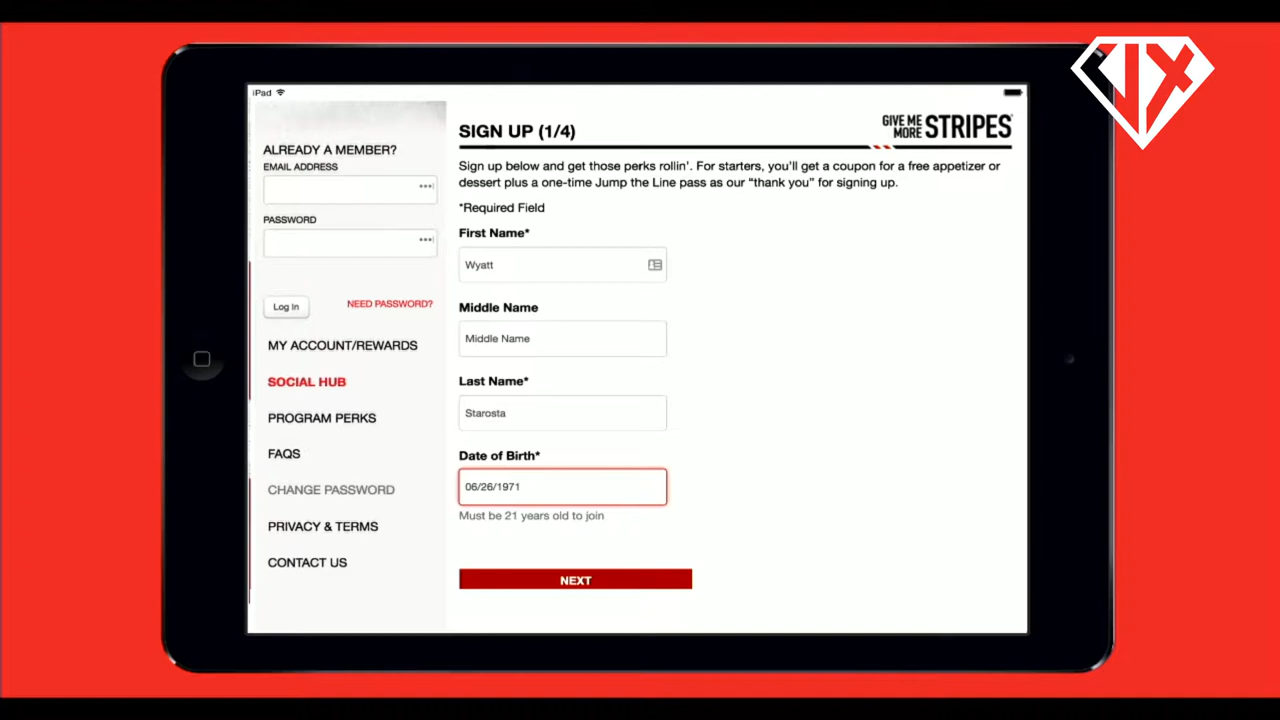 iPad
ALREADY A MEMBER?
EMAIL ADDRESS
PASSWORD
Log In
NEED PASSWORD?
MY ACCOUNT/REWARDS
SOCIAL HUB
PROGRAM PERKS
FAQS
CHANGE PASSWORD
PRIVACY & TERMS
CONTACT US
SIGN UP (1/4)
GIVE ME
MORE STRIPES
Sign up below and get those perks rollin'. For starters, you'll get a coupon for a free appetizer or
dessert plus a one-time Jump the Line pass as our “thank you” for signing up.
*Required Field
First Name*
Wyatt
Middle Name
Middle Name
Last Name*
Starosta
Date of Birth*
06/26/1971
Must be 21 years old to join
NEXT